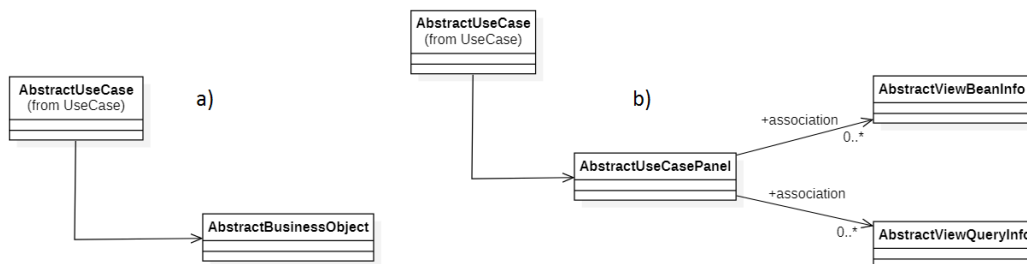 AbstractUseCase
(from UseCase)
a)
AbstractBusinessObject
AbstractUseCase
(from UseCase)
b)
AbstractUseCasePanel
+association
0..*
AbstractViewBeanInfo
+association
0..*
AbstractViewQueryInfo